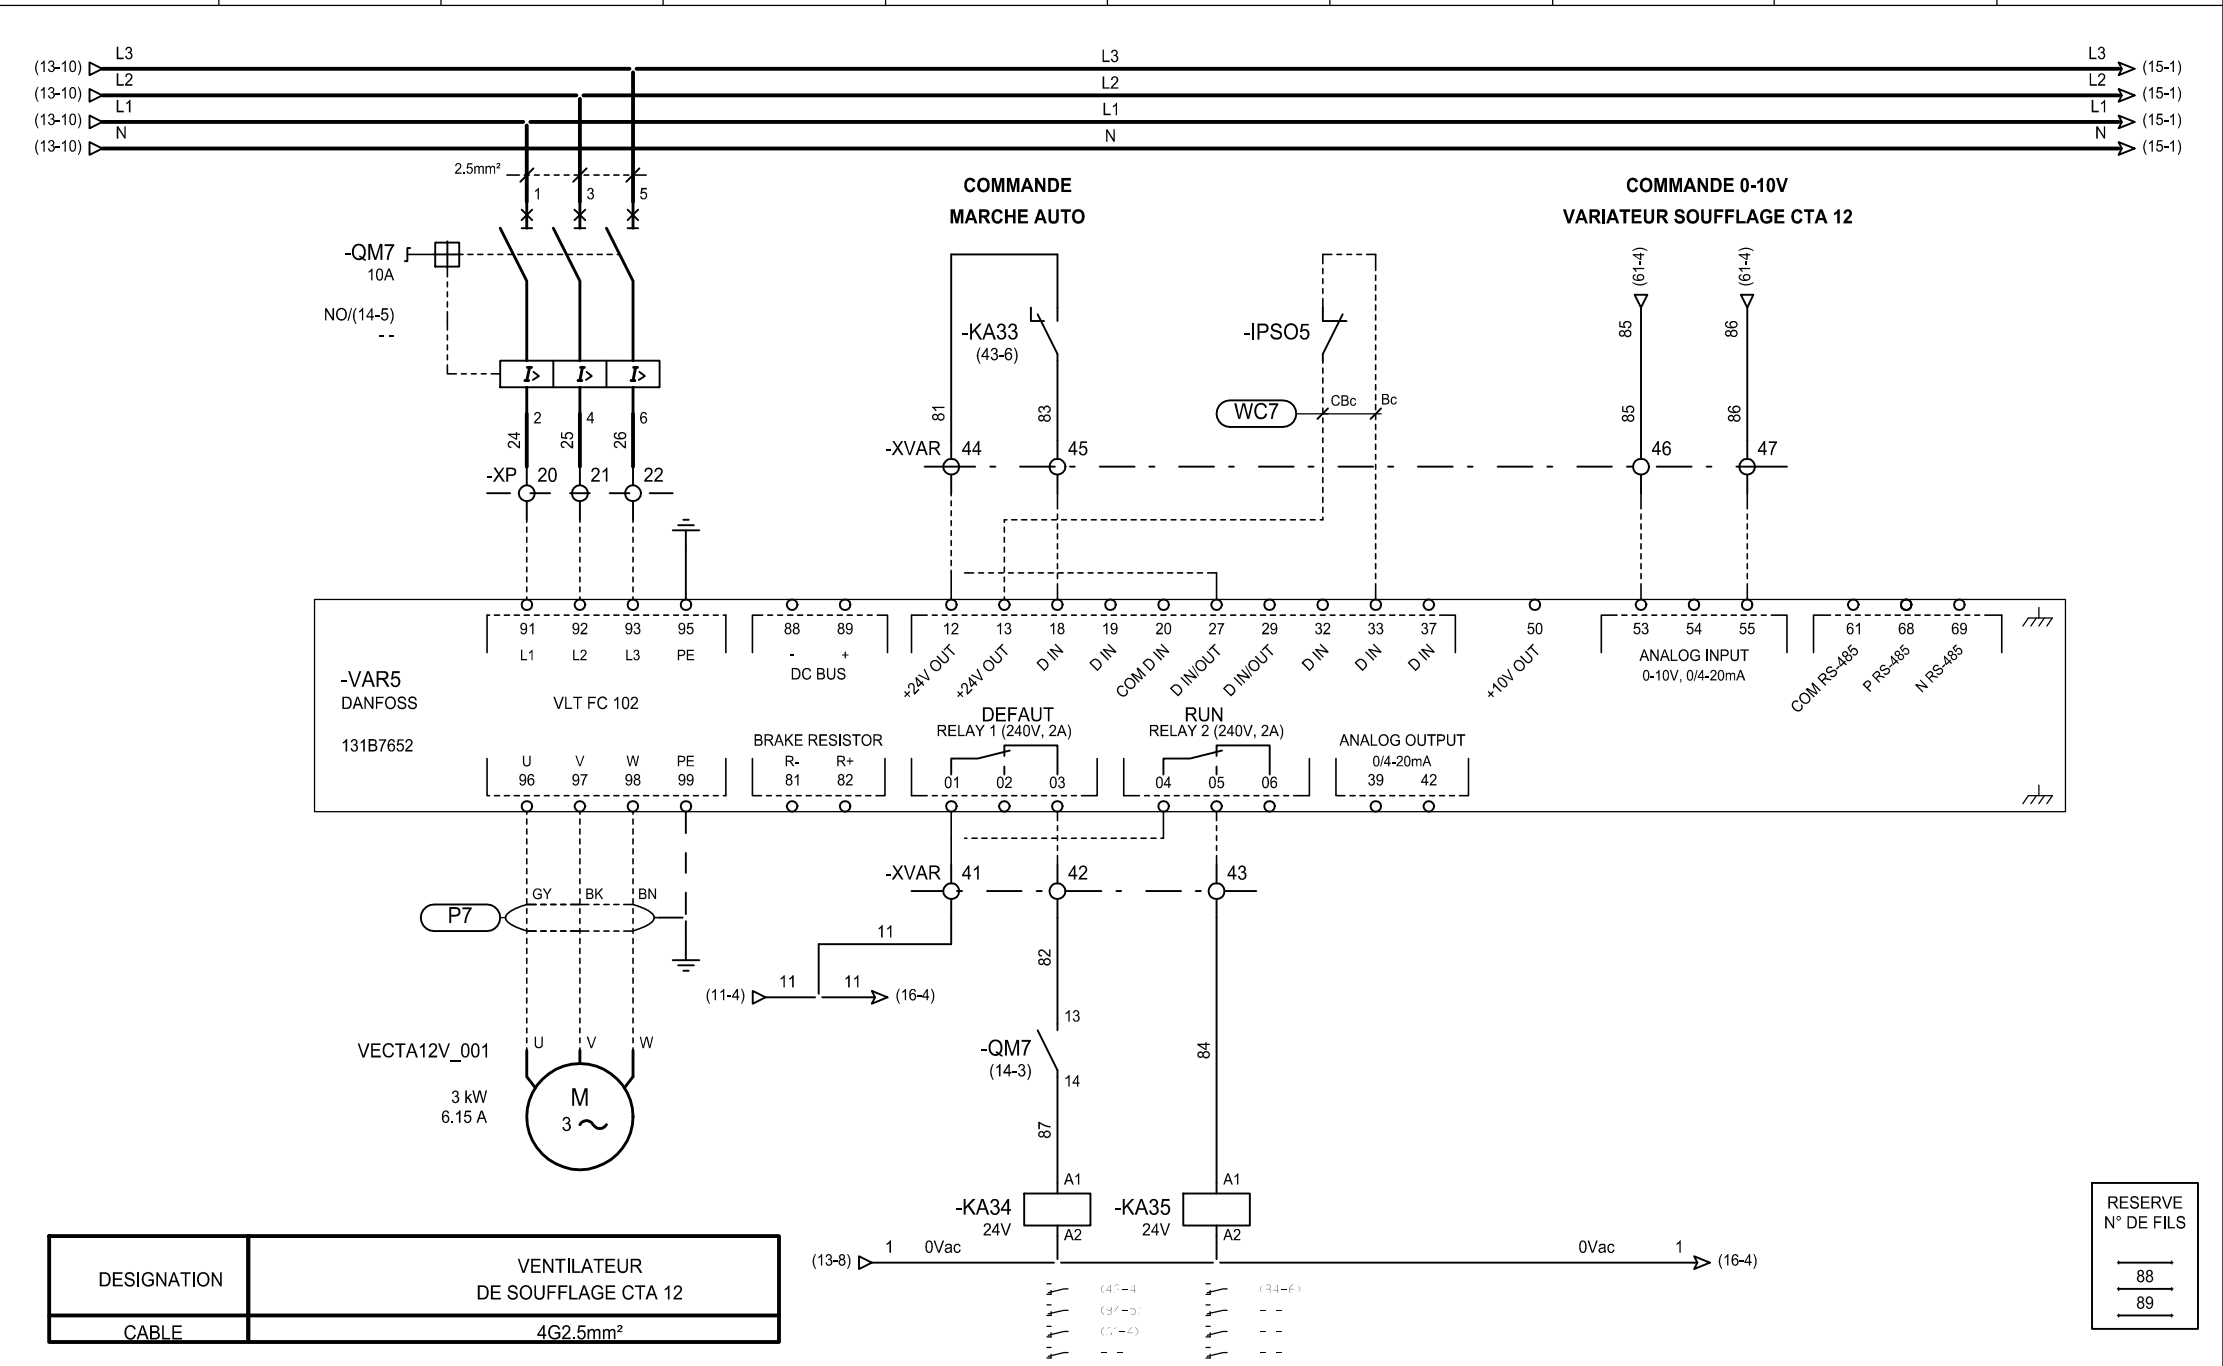 L3 L3 L3
(13-10) (15-1)
L2 L2 L2
(13-10) (15-1)
L1 L1 L1
(13-10) (15-1)
N N N
(13-10) (15-1)
2.5mm²
1 3 5
-QM7
10A
NO/(14-5)
- -
I> I> I>
2 4 6
24 25 26
-XP 20 21 22
COMMANDE
MARCHE AUTO
-KA33
(43-6)
81 83
-XVAR 44 45
-IPSO5
WC7 CBc Bc
COMMANDE 0-10V
VARIATEUR SOUFFLAGE CTA 12
(61-4) (61-4)
85 86
85 86
46 47
91 92 93 95
L1 L2 L3 PE
88 89
- +
DC BUS
12 13 18 19 20 27 29 32 33 37
+24V OUT +24V OUT D IN D IN COM D IN D IN/OUT D IN/OUT D IN D IN D IN
50
+10V OUT
53 54 55
ANALOG INPUT
0-10V, 0/4-20mA
61 68 69
COM RS-485 P RS-485 N RS-485
-VAR5
DANFOSS
VLT FC 102
131B7652
U V W PE
96 97 98 99
BRAKE RESISTOR
R- R+
81 82
DEFAUT
RELAY 1 (240V, 2A)
01 02 03
RUN
RELAY 2 (240V, 2A)
04 05 06
ANALOG OUTPUT
0/4-20mA
39 42
GY BK BN
P7
VECTA12V_001
U V W
3 kW
6.15 A
M
3
-XVAR 41 42 43
11
11 11
(11-4) (16-4)
82
13
-QM7
(14-3)
14
87
84
A1 A1
-KA34 -KA35
24V 24V
A2 A2
(13-8) 1 0Vac 0Vac 1 (16-4)
- -
- -
- - - -
DESIGNATION
VENTILATEUR
DE SOUFFLAGE CTA 12
CABLE 4G2.5mm²
RESERVE
N° DE FILS
88
89